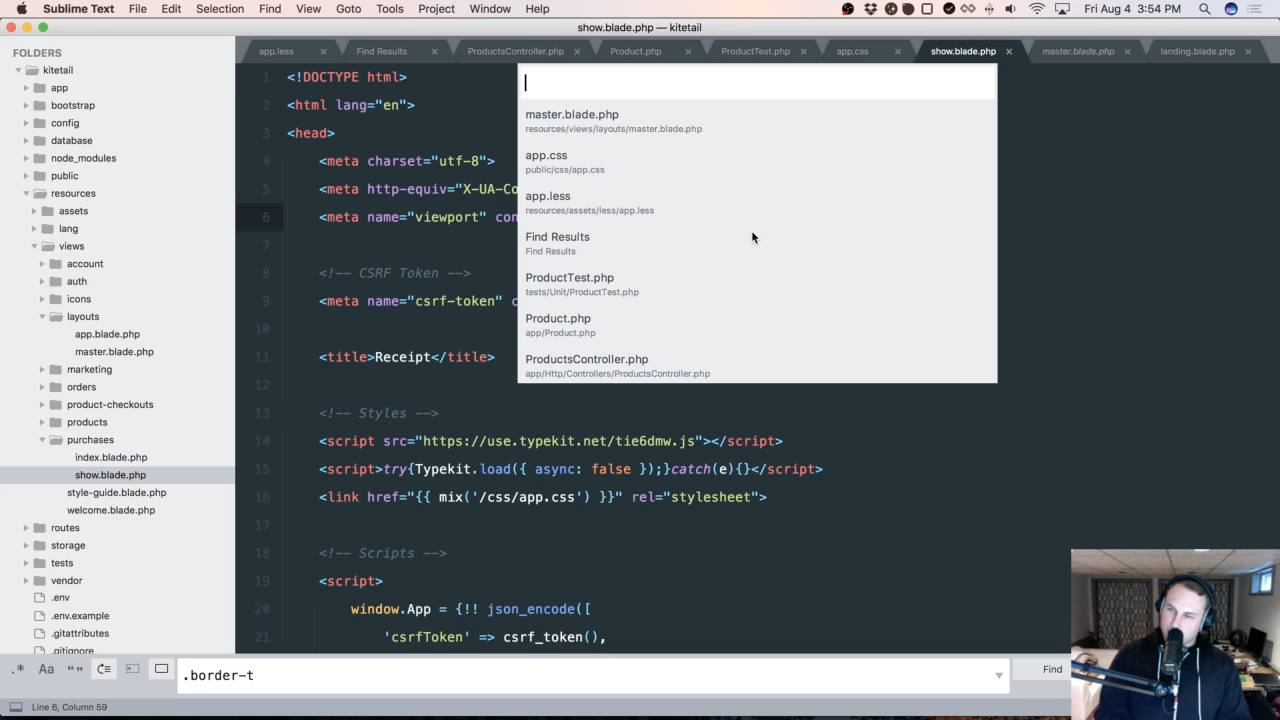 Sublime Text File Edit Selection Find View Goto Tools Project Window Help Fri Aug 4 3:54 PM
show.blade.php — kitetail
FOLDERS
kitetail
app
bootstrap
config
database
node_modules
public
resources
assets
lang
views
account
auth
icons
layouts
app.blade.php
master.blade.php
marketing
orders
product-checkouts
products
purchases
index.blade.php
show.blade.php
style-guide.blade.php
welcome.blade.php
routes
storage
tests
vendor
.env
.env.example
.gitattributes
.gitignore
app.less Find Results ProductsController.php Product.php ProductTest.php app.css show.blade.php master.blade.php landing.blade.php
1 <!DOCTYPE html>
2 <html lang="en">
3 <head>
4 <meta charset="utf-8">
5 <meta http-equiv="X-UA-Co
6 <meta name="viewport" con
7
8 <!-- CSRF Token -->
9 <meta name="csrf-token" c
10
11 <title>Receipt</title>
12
13 <!-- Styles -->
14 <script src="https://use.typekit.net/tie6dmw.js"></script>
15 <script>try{Typekit.load({ async: false });}catch(e){}</script>
16 <link href="{{ mix('/css/app.css') }}" rel="stylesheet">
17
18 <!-- Scripts -->
19 <script>
20 window.App = {!! json_encode([
21 'csrfToken' => csrf_token(),
master.blade.php
resources/views/layouts/master.blade.php
app.css
public/css/app.css
app.less
resources/assets/less/app.less
Find Results
Find Results
ProductTest.php
tests/Unit/ProductTest.php
Product.php
app/Product.php
ProductsController.php
app/Http/Controllers/ProductsController.php
.* Aa "" .border-t Find
Line 6, Column 59